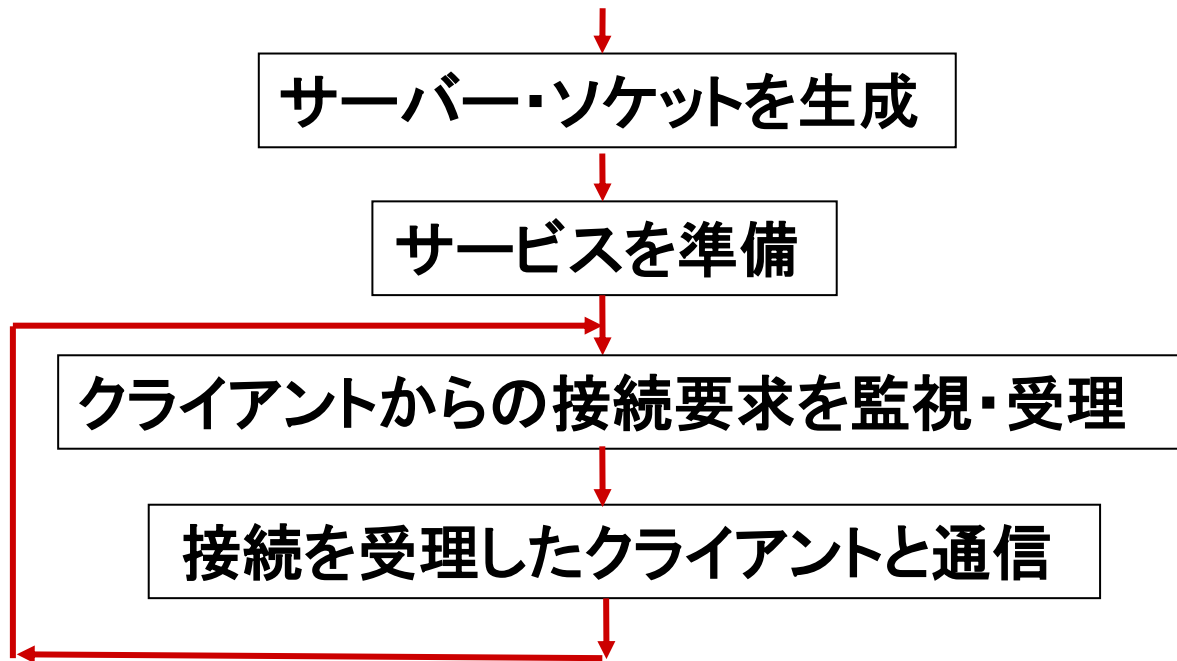 サーバー・ソケットを生成
サービスを準備
クライアントからの接続要求を監視・受理
接続を受理したクライアントと通信